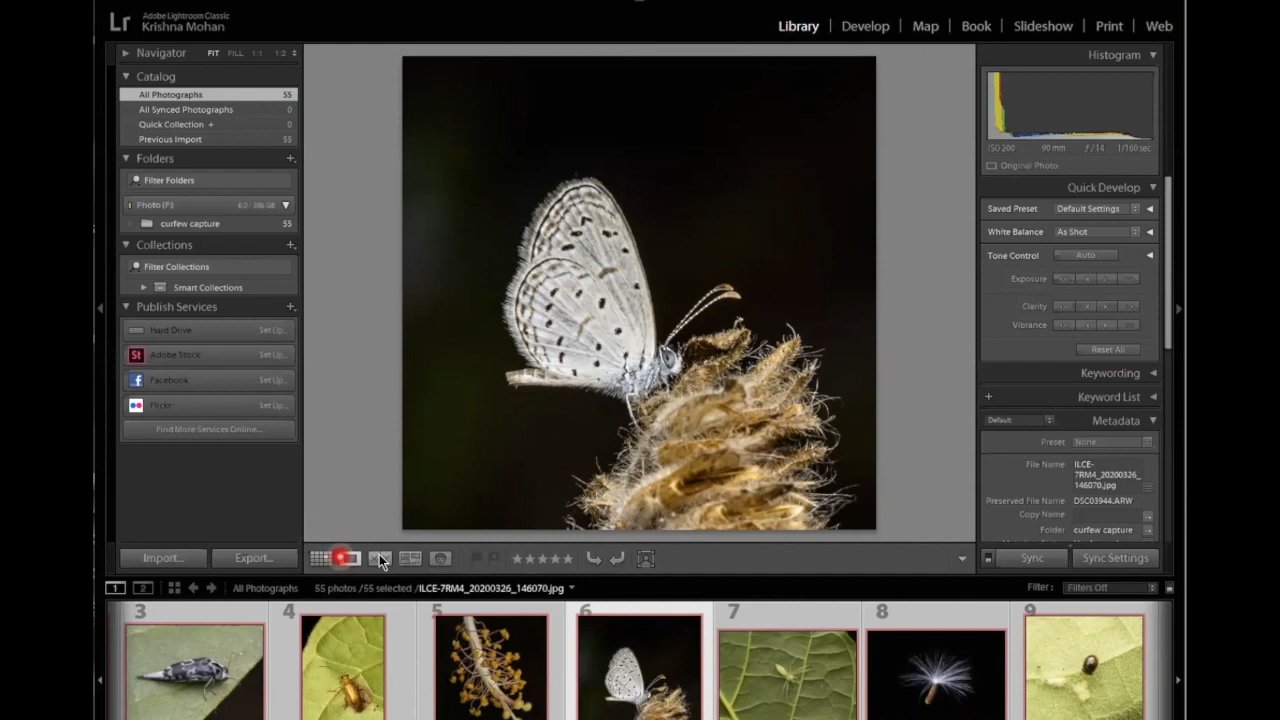 Lr
Adobe Lightroom Classic
Krishna Mohan
Library | Develop | Map | Book | Slideshow | Print | Web
Navigator FIT FILL 1:1 1:2
Catalog
All Photographs 55
All Synced Photographs 0
Quick Collection + 0
Previous Import 55
Folders +
Filter Folders
Photo (F:)
curfew capture 55
Collections +
Filter Collections
Smart Collections
Publish Services +
Hard Drive Set Up...
St Adobe Stock Set Up...
f Facebook Set Up...
Flickr Set Up...
Find More Services Online...
Import... Export...
Histogram
ISO 200 90 mm ƒ / 14 1/160 sec
Original Photo
Quick Develop
Saved Preset Default Settings
White Balance As Shot
Tone Control Auto
Exposure
Clarity
Vibrance
Reset All
Keywording
+ Keyword List
Default Metadata
Preset None
File Name ILCE-
7RM4_20200326_
146070.jpg
Preserved File Name DSC03944.ARW
Copy Name
Folder curfew capture
Sync Sync Settings
1 2 All Photographs 55 photos / 55 selected / ILCE-7RM4_20200326_146070.jpg Filter : Filters Off
3 4 5 6 7 8 9